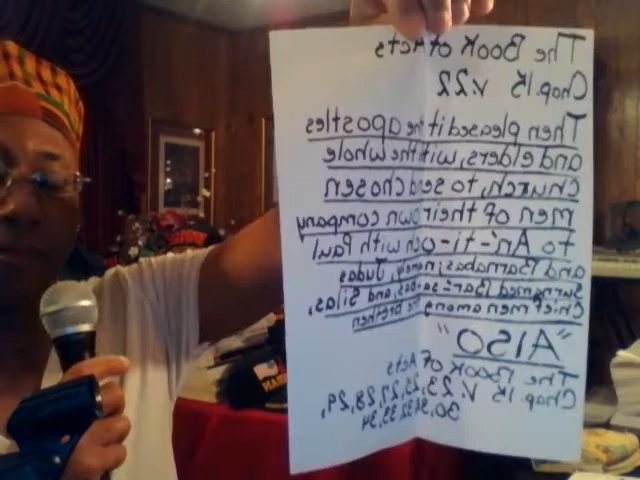 The Book of Acts
Chap. 15 v. 22
Then pleased it the apostles
and elders, with the whole
Church, to send chosen
men of their own company
to An'-ti-och with Paul
and Barnabas; namely, Judas
Surnamed Bar'-sa-bas, and Silas,
Chief men among the brethren
"AlSO"
The Book of Acts
Chap. 15 V. 23, 25, 27, 28, 29,
30, 31, 32, 33, 34